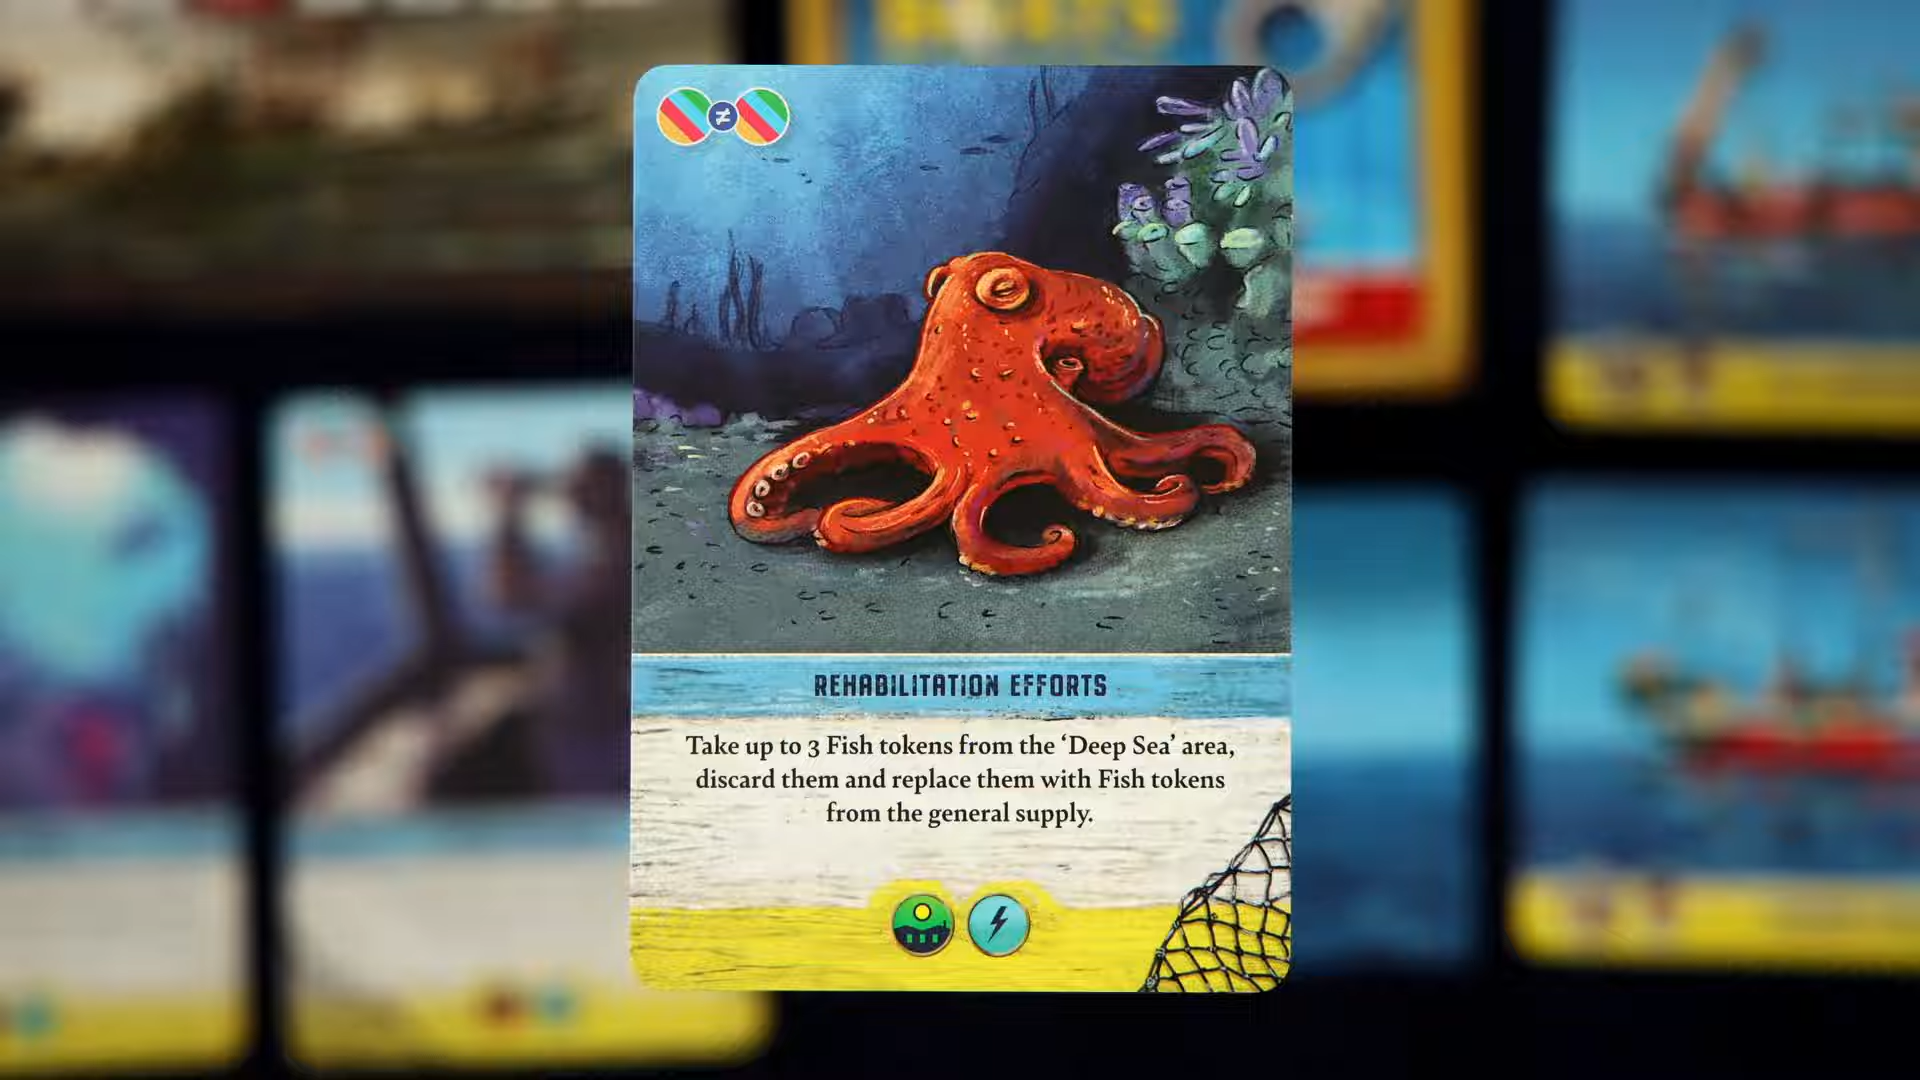 REHABILITATION EFFORTS
Take up to 3 Fish tokens from the ‘Deep Sea’ area,
discard them and replace them with Fish tokens
from the general supply.